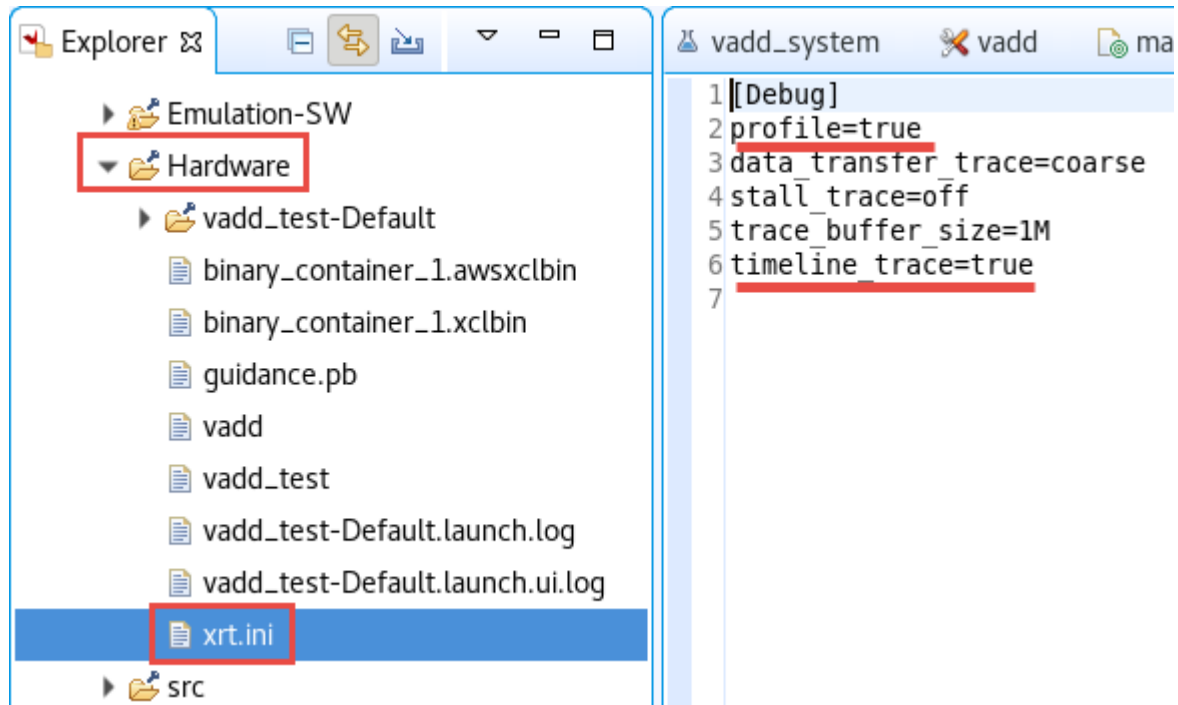 Explorer
Emulation-SW
Hardware
vadd_test-Default
binary_container_1.awsxclbin
binary_container_1.xclbin
guidance.pb
vadd
vadd_test
vadd_test-Default.launch.log
vadd_test-Default.launch.ui.log
xrt.ini
src
vadd_system vadd ma
1 [Debug]
2 profile=true
3 data_transfer_trace=coarse
4 stall_trace=off
5 trace_buffer_size=1M
6 timeline_trace=true
7